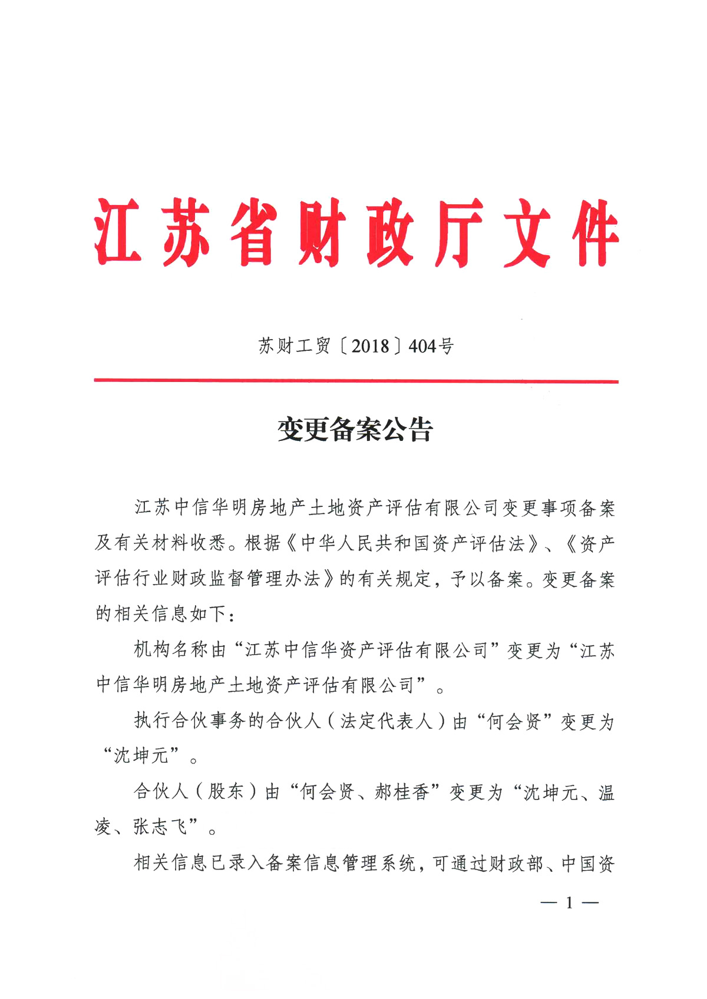 江苏省财政厅文件
苏财工贸〔2018〕404号
变更备案公告
江苏中信华明房地产土地资产评估有限公司变更事项备案
及有关材料收悉。根据《中华人民共和国资产评估法》、《资产
评估行业财政监督管理办法》的有关规定，予以备案。变更备案
的相关信息如下：
机构名称由“江苏中信华资产评估有限公司”变更为“江苏
中信华明房地产土地资产评估有限公司”。
执行合伙事务的合伙人（法定代表人）由“何会贤”变更为
“沈坤元”。
合伙人（股东）由“何会贤、郝桂香”变更为“沈坤元、温
凌、张志飞”。
相关信息已录入备案信息管理系统，可通过财政部、中国资
— 1 —